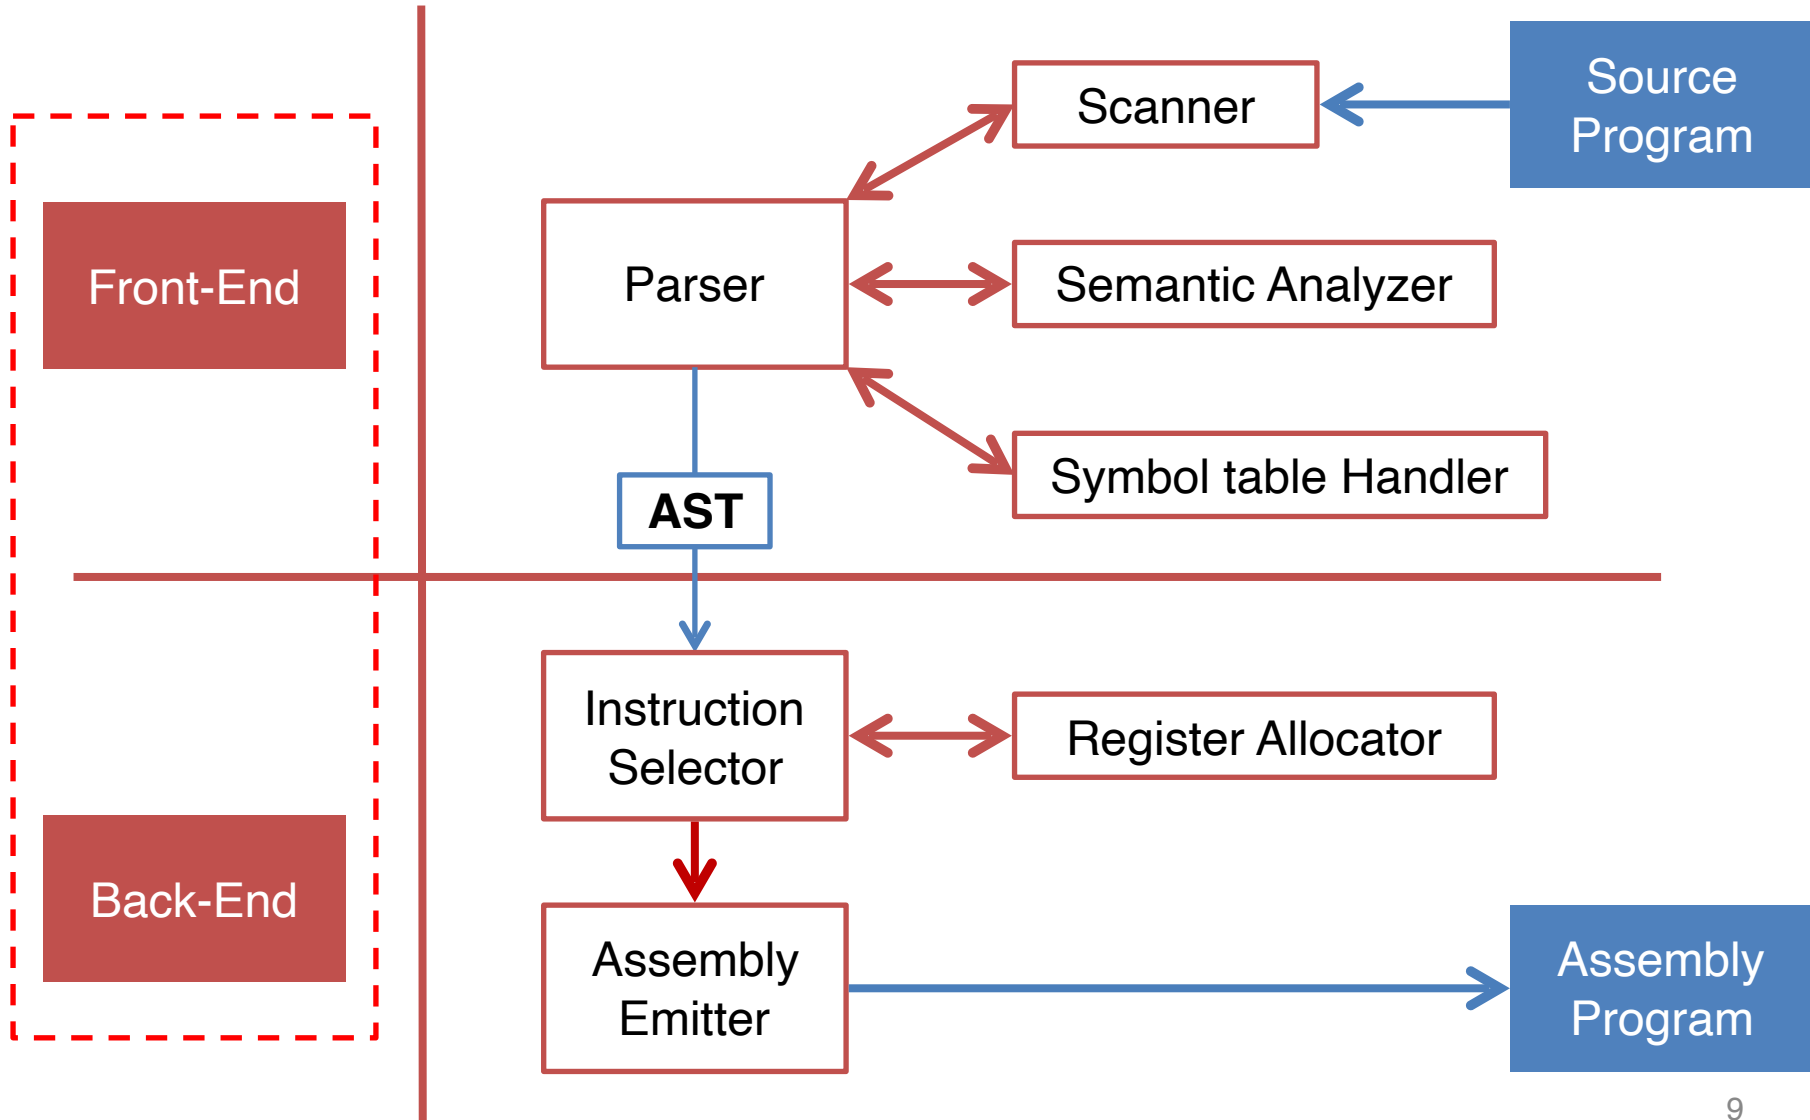 Source
Program
Scanner
Front-End
Parser
Semantic Analyzer
Symbol table Handler
AST
Instruction
Selector
Register Allocator
Back-End
Assembly
Emitter
Assembly
Program
9